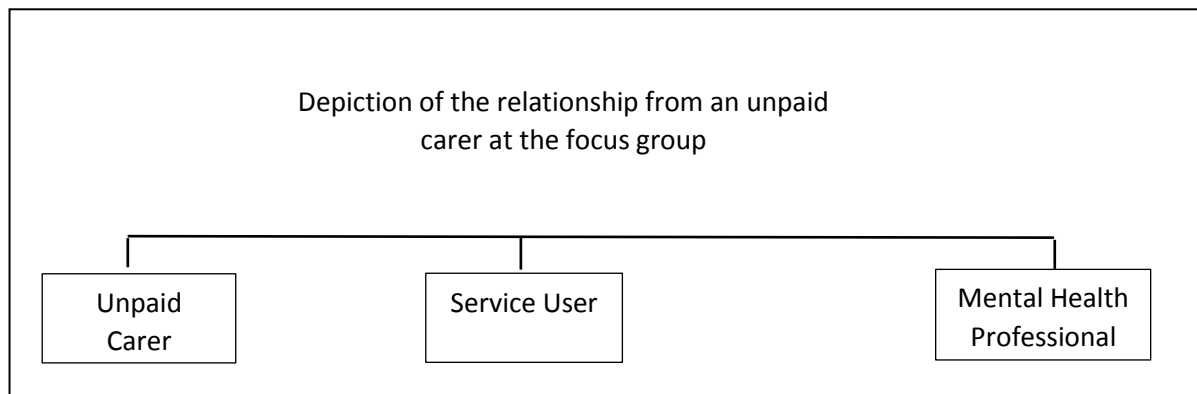 Depiction of the relationship from an unpaid
carer at the focus group
Unpaid
Carer
Service User
Mental Health
Professional